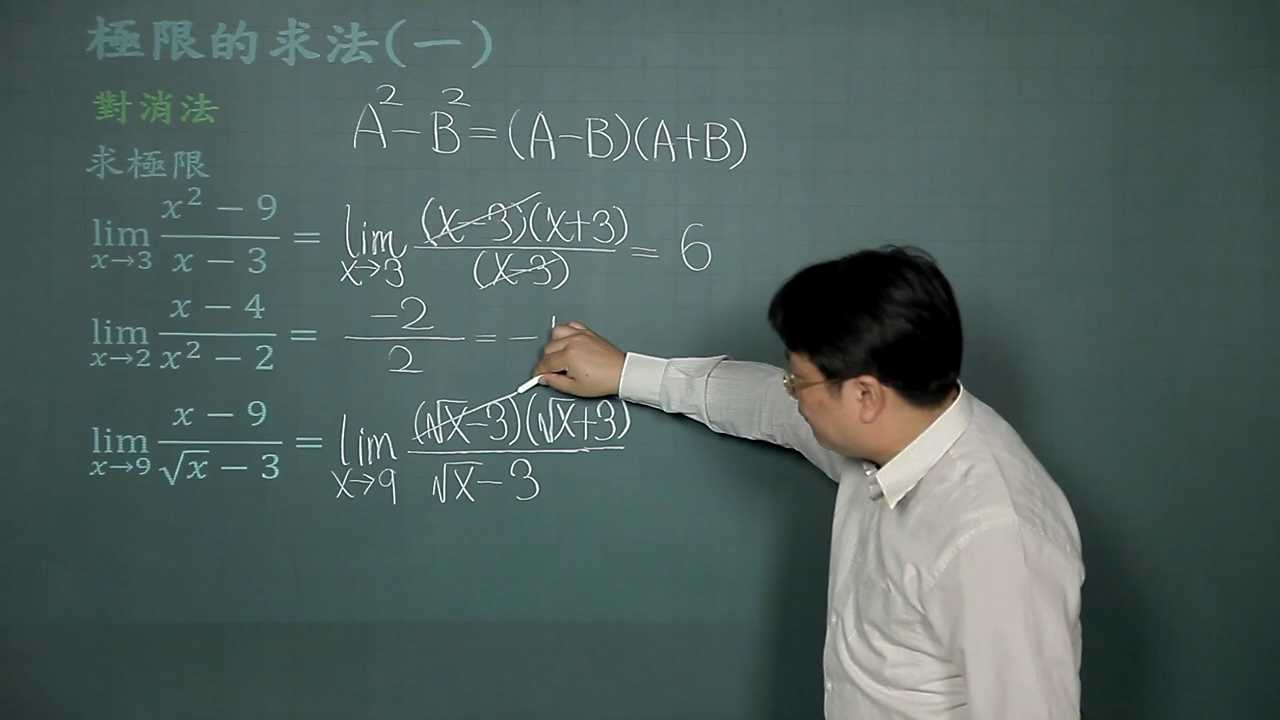 極限的求法(一)
對消法
A² - B² = (A-B)(A+B)
求極限
lim x→3 (x² - 9)/(x - 3) = lim x→3 (x-3)(x+3)/(x-3) = 6
lim x→2 (x - 4)/(x² - 2) = -2/2 = -1
lim x→9 (x - 9)/(√x - 3) = lim x→9 (√x-3)(√x+3)/(√x-3)